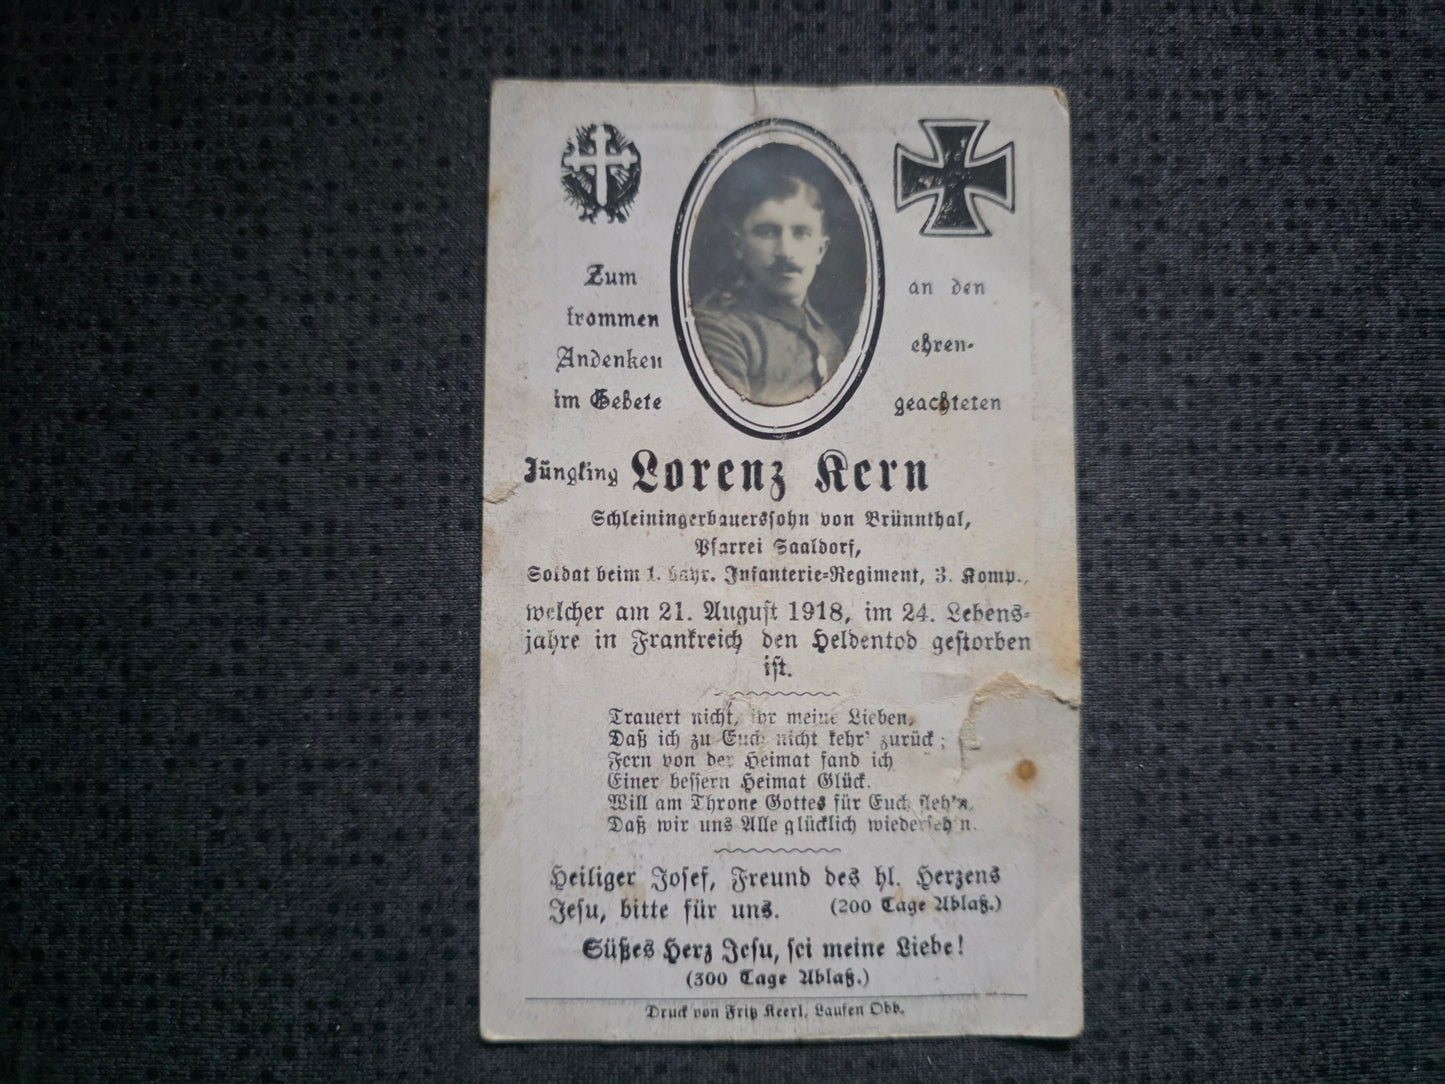 Zum
frommen
Andenken
im Gebete
an den
ehren-
geachteten
Jüngling Lorenz Kern
Schleiningerbauerssohn von Brünnthal,
Pfarrei Saaldorf,
Soldat beim 1. bayr. Infanterie-Regiment, 3. Komp.,
welcher am 21. August 1918, im 24. Lebens-
jahre in Frankreich den Heldentod gestorben
ist.
Trauert nicht, ihr meine Lieben,
Daß ich zu Euch nicht kehr' zurück;
Fern von der Heimat fand ich
Einer bessern Heimat Glück.
Will am Throne Gottes für Euch fleh'n,
Daß wir uns Alle glücklich wiederseh'n.
Heiliger Josef, Freund des hl. Herzens
Jesu, bitte für uns. (200 Tage Ablaß.)
Süßes Herz Jesu, sei meine Liebe!
(300 Tage Ablaß.)
Druck von Fritz Keerl, Laufen Obb.